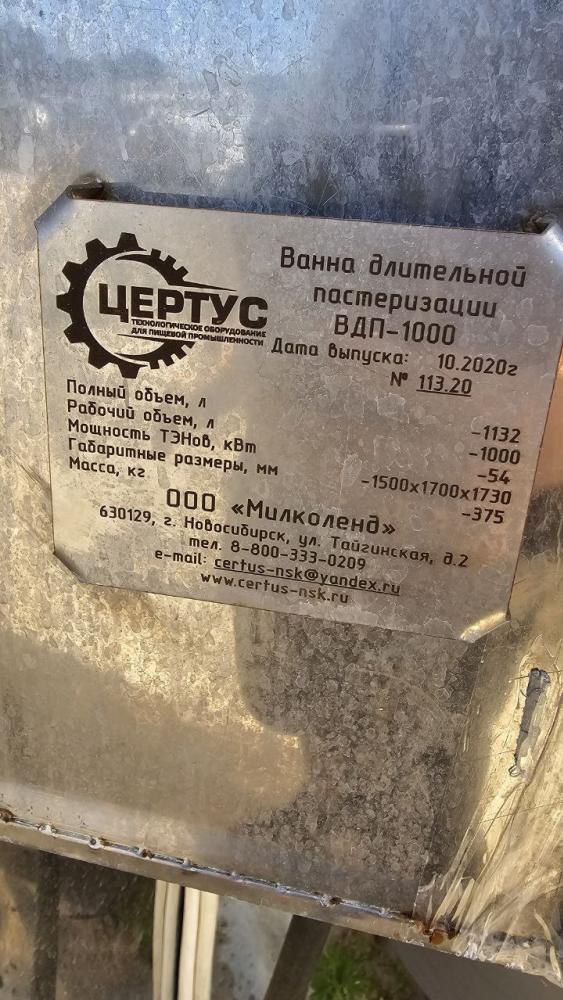 ЦЕРТУС
ТЕХНОЛОГИЧЕСКОЕ ОБОРУДОВАНИЕ
ДЛЯ ПИЩЕВОЙ ПРОМЫШЛЕННОСТИ
Ванна длительной
пастеризации
ВДП-1000
Дата выпуска: 10.2020г
№ 113.20
Полный объем, л -1132
Рабочий объем, л -1000
Мощность ТЭНов, кВт -54
Габаритные размеры, мм -1500х1700х1730
Масса, кг -375
ООО «Милколенд»
630129, г. Новосибирск, ул. Тайгинская, д.2
тел. 8-800-333-0209
e-mail: certus-nsk@yandex.ru
www.certus-nsk.ru